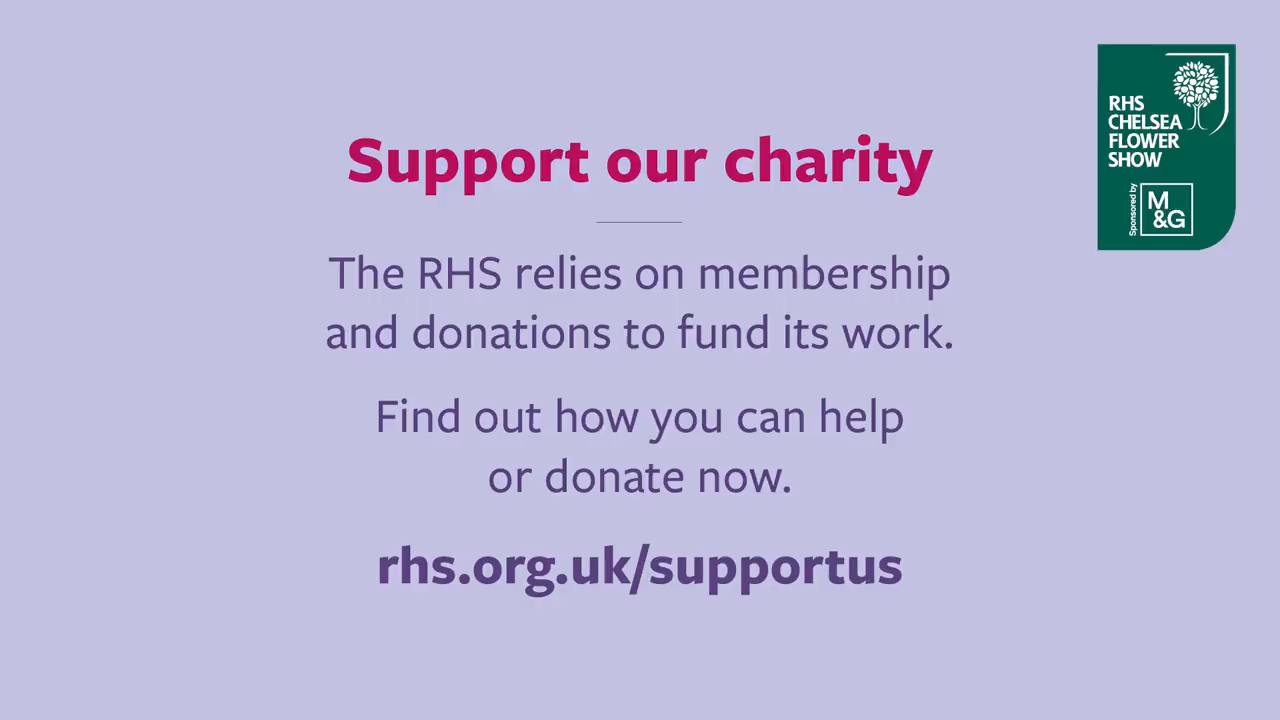 Support our charity
The RHS relies on membership
and donations to fund its work.
Find out how you can help
or donate now.
rhs.org.uk/supportus
RHS
CHELSEA
FLOWER
SHOW
Sponsored by
M
&G